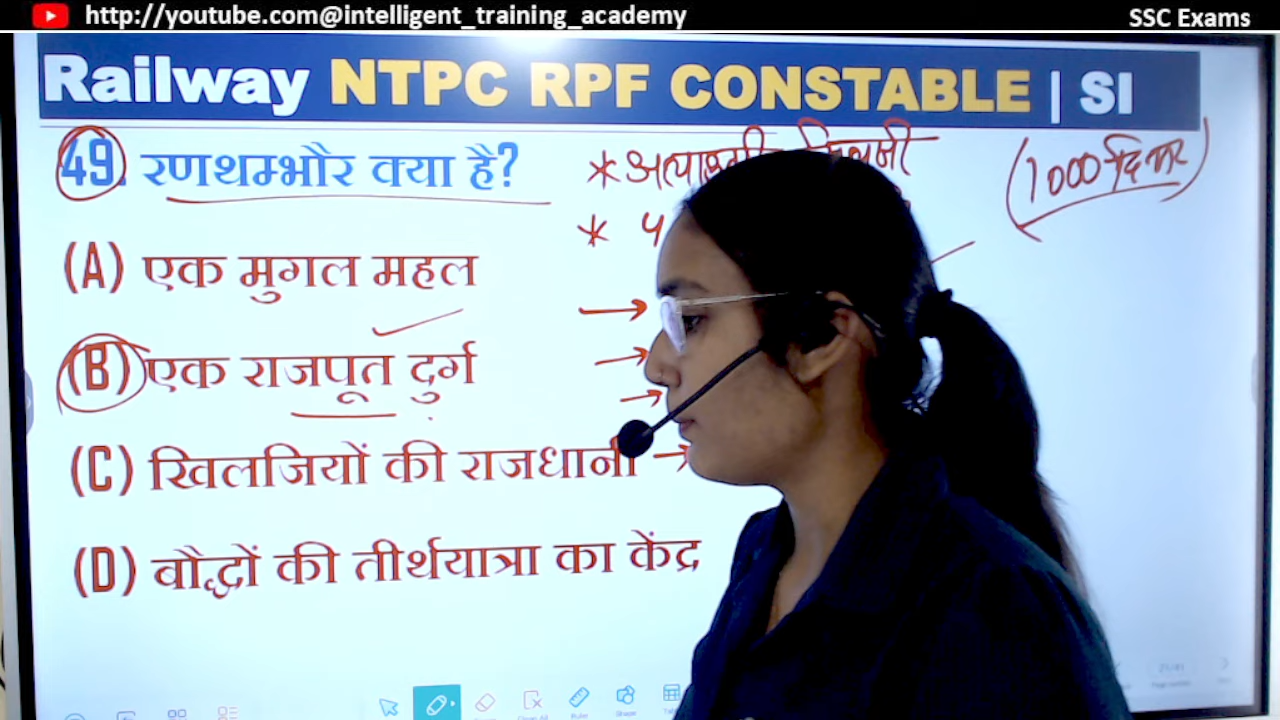 http://youtube.com@intelligent_training_academy
SSC Exams
Railway NTPC RPF CONSTABLE | SI
49. रणथम्भौर क्या है?
(1000 दिनार)
* प
(A) एक मुगल महल
(B) एक राजपूत दुर्ग
(C) खिलजियों की राजधानी
(D) बौद्धों की तीर्थयात्रा का केंद्र